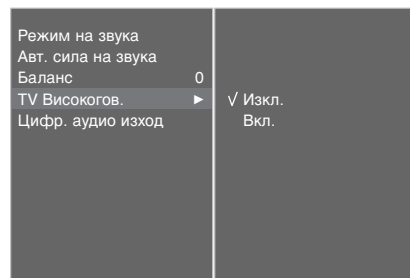 Режим на звука
Авт. сила на звука
Баланс 0
TV Високогов. ►
√ Изкл.
Вкл.
Цифр. аудио изход